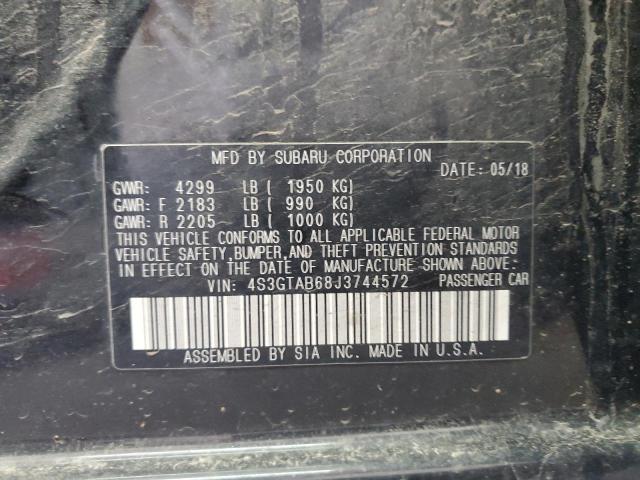 MFD BY SUBARU CORPORATION
DATE: 05/18
GVWR: 4299 LB ( 1950 KG)
GAWR: F 2183 LB ( 990 KG)
GAWR: R 2205 LB ( 1000 KG)
THIS VEHICLE CONFORMS TO ALL APPLICABLE FEDERAL MOTOR
VEHICLE SAFETY, BUMPER, AND THEFT PREVENTION STANDARDS
IN EFFECT ON THE DATE OF MANUFACTURE SHOWN ABOVE.
VIN: 4S3GTAB68J3744572 PASSENGER CAR
ASSEMBLED BY SIA INC. MADE IN U.S.A.